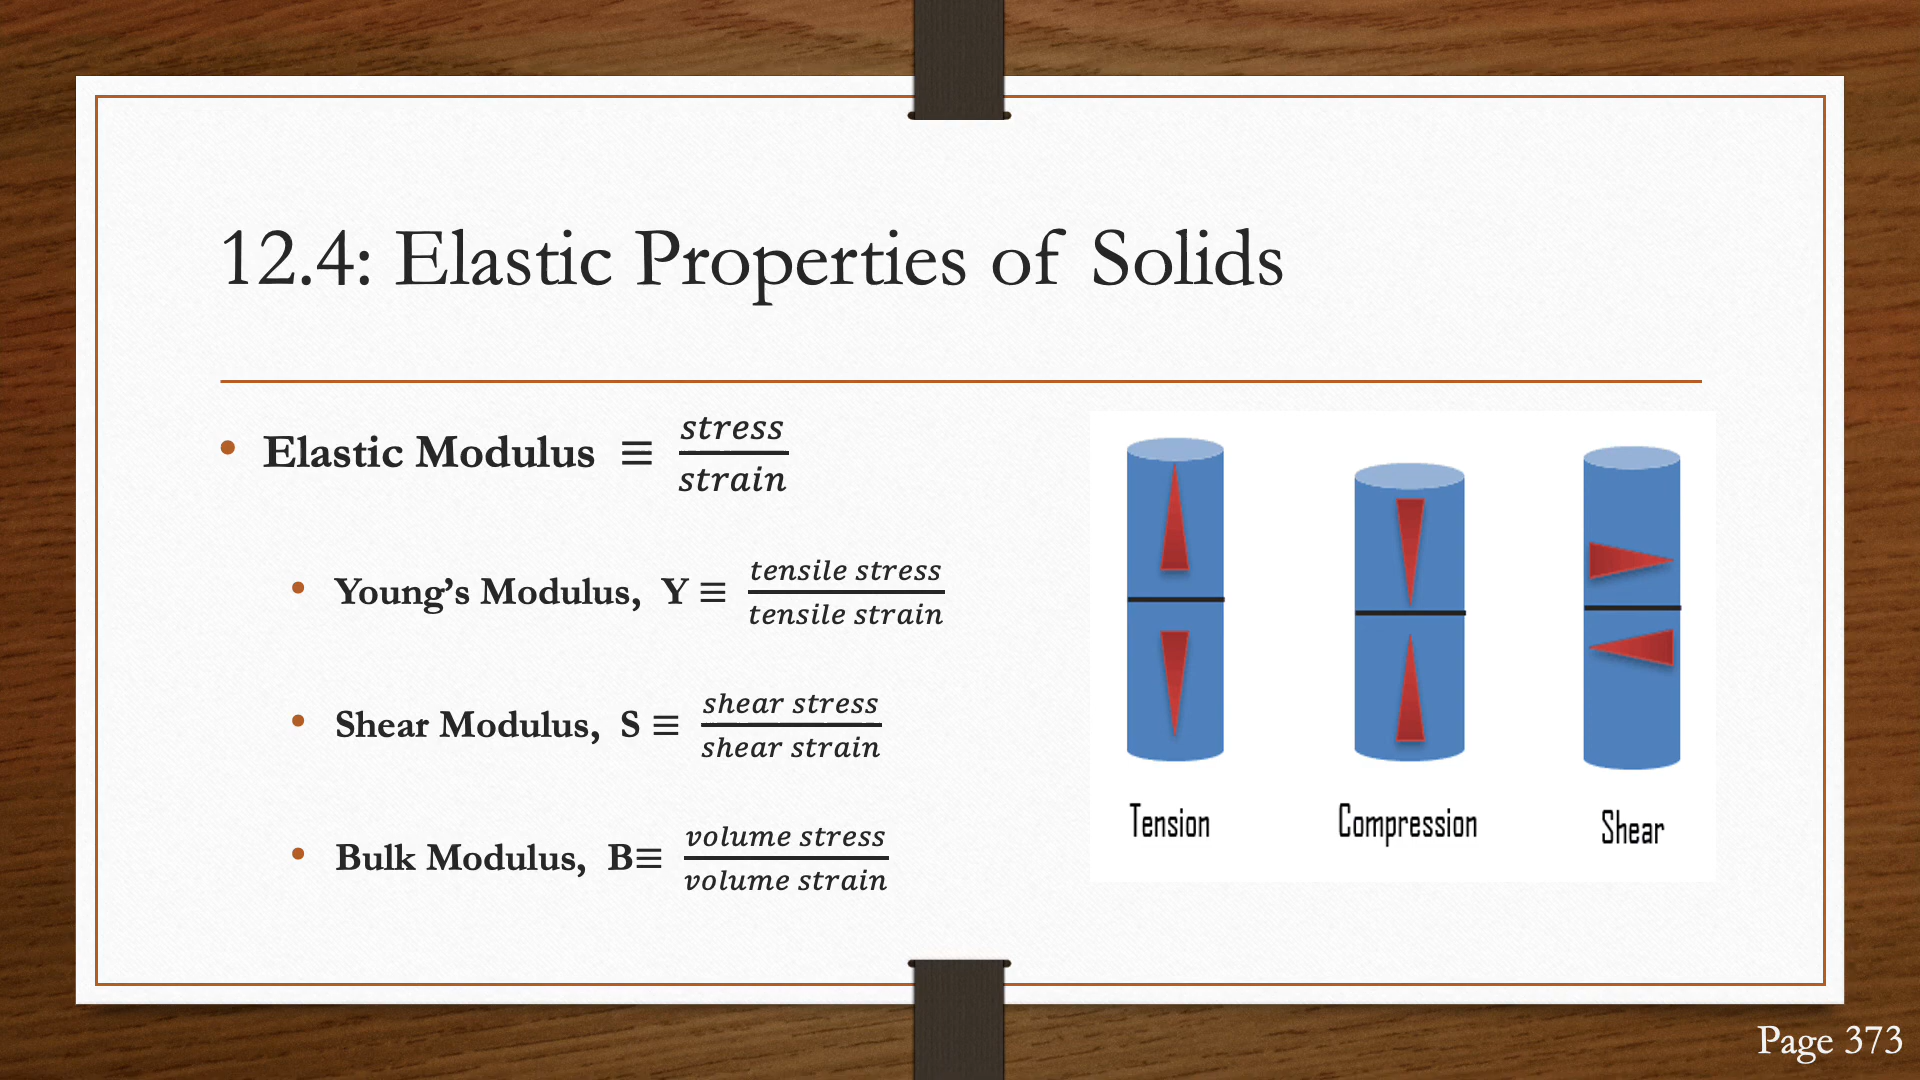 12.4: Elastic Properties of Solids
• Elastic Modulus ≡ stress/strain
• Young’s Modulus, Y ≡ tensile stress/tensile strain
• Shear Modulus, S ≡ shear stress/shear strain
• Bulk Modulus, B≡ volume stress/volume strain
Tension
Compression
Shear
Page 373